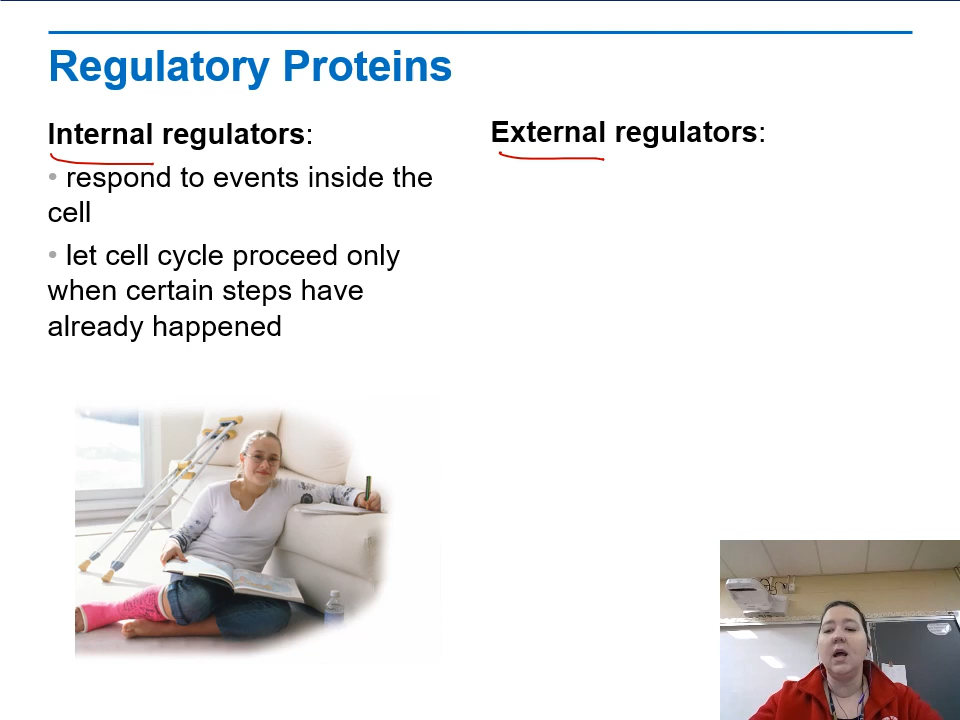 Regulatory Proteins
Internal regulators:
• respond to events inside the
cell
• let cell cycle proceed only
when certain steps have
already happened
External regulators: